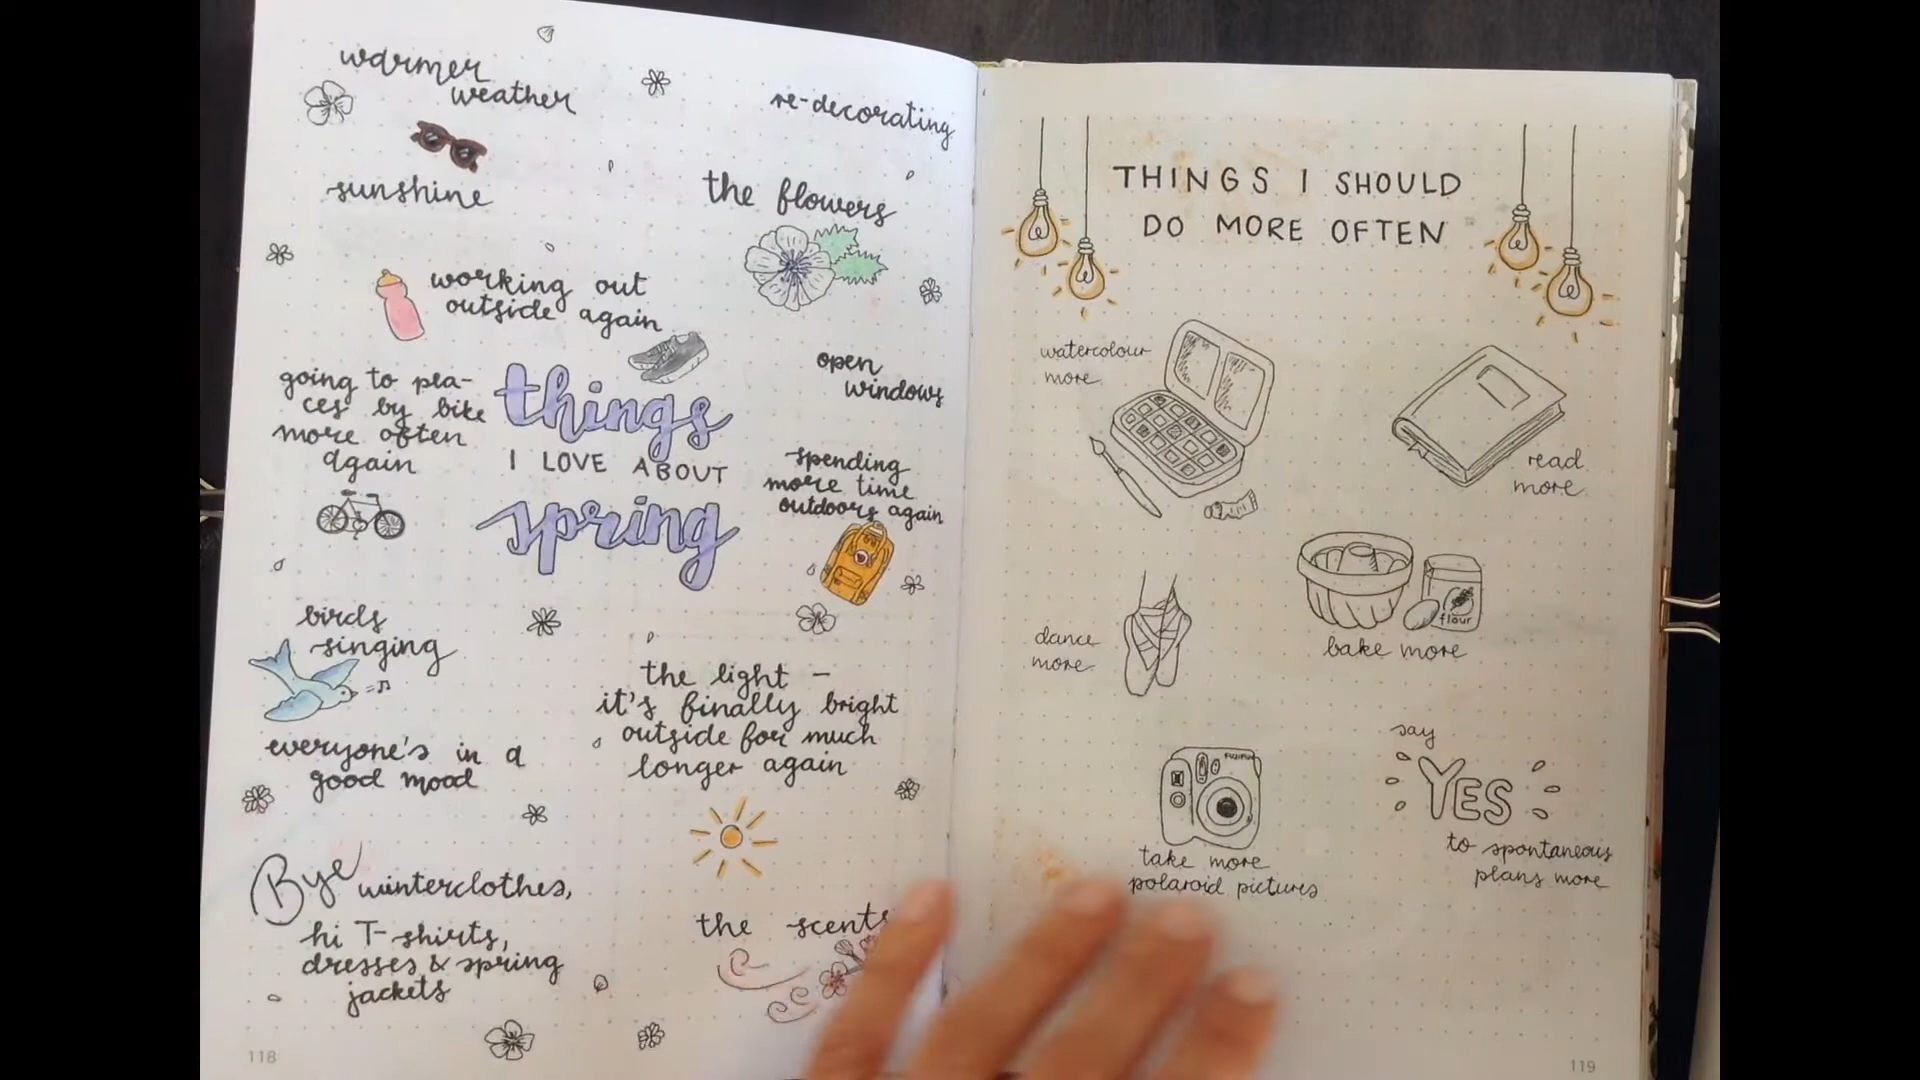 warmer
weather
re-decorating
sunshine
the flowers
working out
outside again
going to pla-
ces by bike
more often
again
things
I LOVE ABOUT
spring
open
windows
spending
more time
outdoors again
birds
singing
the light –
it's finally bright
outside for much
longer again
everyone's in a
good mood
Bye winterclothes,
hi T-shirts,
dresses & spring
jackets
the scents
118
THINGS I SHOULD
DO MORE OFTEN
watercolour
more
read
more
flour
bake more
dance
more
FUJIFILM
take more
polaroid pictures
say
YES
to spontaneous
plans more
119